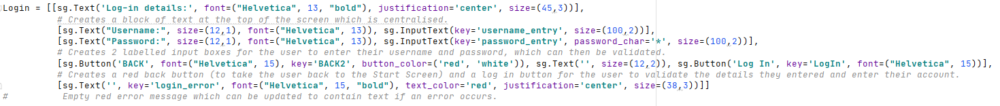 Login = [[sg.Text('Log-in details:', font=("Helvetica", 13, "bold"), justification='center', size=(45,3))],
# Creates a block of text at the top of the screen which is centralised.
[sg.Text("Username:", size=(12,1), font=("Helvetica", 13)), sg.InputText(key='username_entry', size=(100,2))],
[sg.Text("Password:", size=(12,1), font=("Helvetica", 13)), sg.InputText(key='password_entry', password_char='*', size=(100,2))],
# Creates 2 labelled input boxes for the user to enter their username and password, which can then be validated.
[sg.Button('BACK', font=("Helvetica", 15), key='BACK2', button_color=('red', 'white')), sg.Text('', size=(12,2)), sg.Button('Log In', key='LogIn', font=("Helvetica", 15))],
# Creates a red back button (to take the user back to the Start Screen) and a log in button for the user to validate the details they entered and enter their account.
[sg.Text('', key='login_error', font=("Helvetica", 15, "bold"), text_color='red', justification='center', size=(38,3))]]
# Empty red error message which can be updated to contain text if an error occurs.